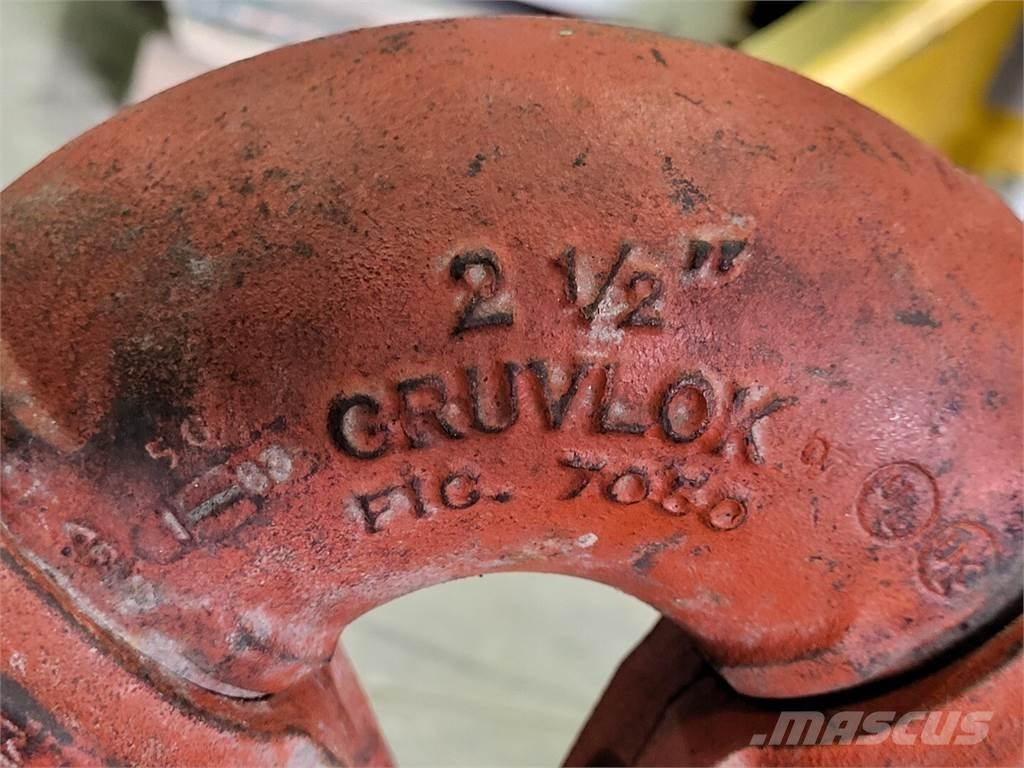 2 ½"
GRUVLOK
FIG. 7050
MASCUS